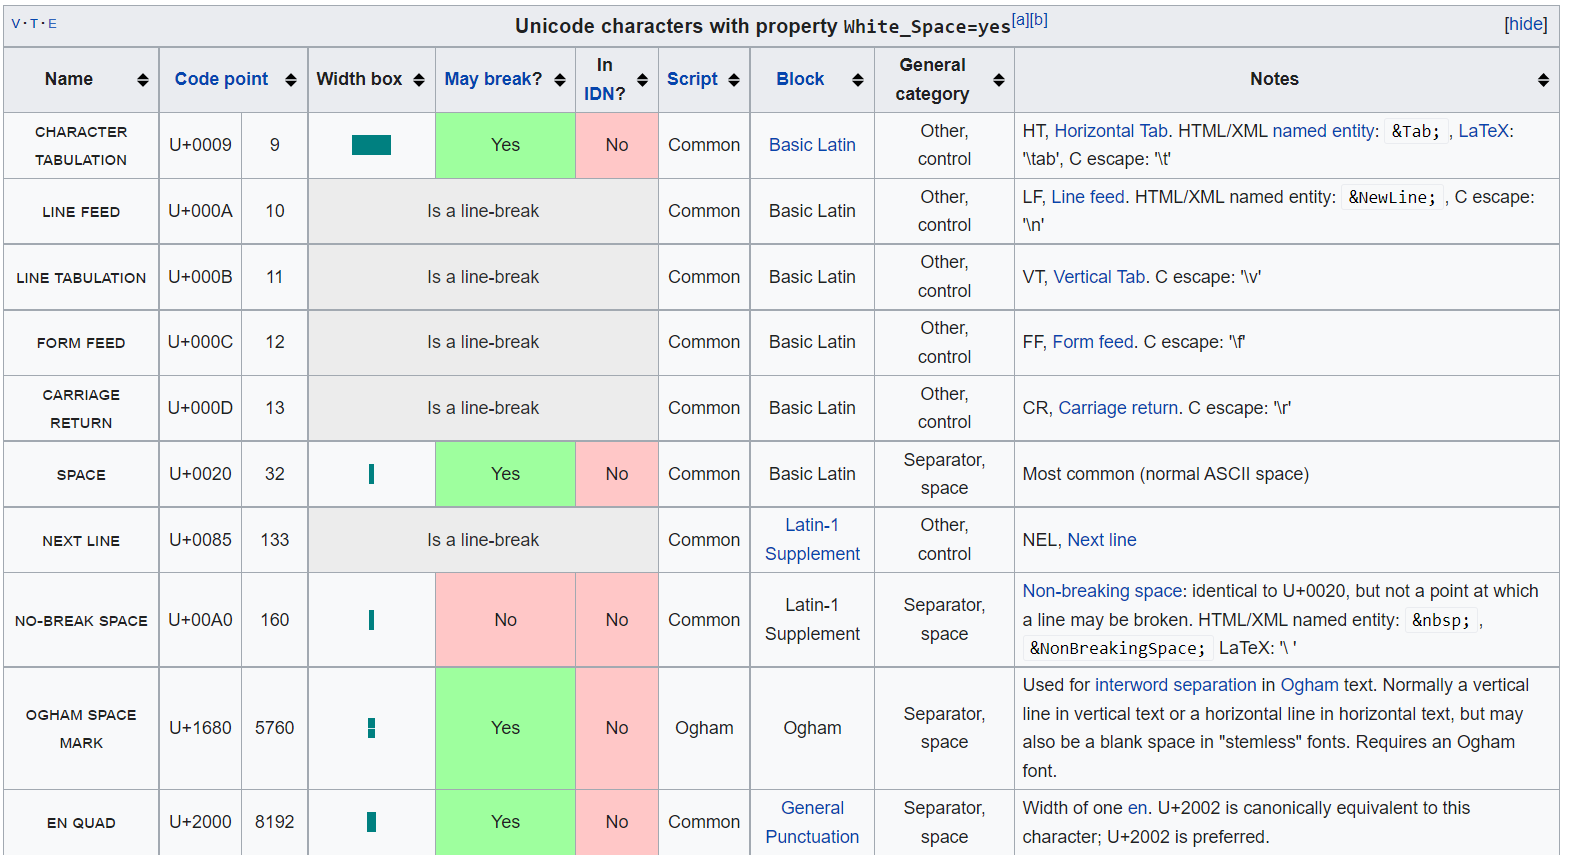 V · T · E
Unicode characters with property White_Space=yes[a][b]
[hide]
Name
Code point
Width box
May break?
In
IDN?
Script
Block
General
category
Notes
CHARACTER
TABULATION
U+0009
9
Yes
No
Common
Basic Latin
Other,
control
HT, Horizontal Tab. HTML/XML named entity: &Tab; , LaTeX:
'\tab', C escape: '\t'
LINE FEED
U+000A
10
Is a line-break
Common
Basic Latin
Other,
control
LF, Line feed. HTML/XML named entity: &NewLine; , C escape:
'\n'
LINE TABULATION
U+000B
11
Is a line-break
Common
Basic Latin
Other,
control
VT, Vertical Tab. C escape: '\v'
FORM FEED
U+000C
12
Is a line-break
Common
Basic Latin
Other,
control
FF, Form feed. C escape: '\f'
CARRIAGE
RETURN
U+000D
13
Is a line-break
Common
Basic Latin
Other,
control
CR, Carriage return. C escape: '\r'
SPACE
U+0020
32
Yes
No
Common
Basic Latin
Separator,
space
Most common (normal ASCII space)
NEXT LINE
U+0085
133
Is a line-break
Common
Latin-1
Supplement
Other,
control
NEL, Next line
NO-BREAK SPACE
U+00A0
160
No
No
Common
Latin-1
Supplement
Separator,
space
Non-breaking space: identical to U+0020, but not a point at which
a line may be broken. HTML/XML named entity: &nbsp; ,
&NonBreakingSpace; LaTeX: '\ '
OGHAM SPACE
MARK
U+1680
5760
Yes
No
Ogham
Ogham
Separator,
space
Used for interword separation in Ogham text. Normally a vertical
line in vertical text or a horizontal line in horizontal text, but may
also be a blank space in "stemless" fonts. Requires an Ogham
font.
EN QUAD
U+2000
8192
Yes
No
Common
General
Punctuation
Separator,
space
Width of one en. U+2002 is canonically equivalent to this
character; U+2002 is preferred.